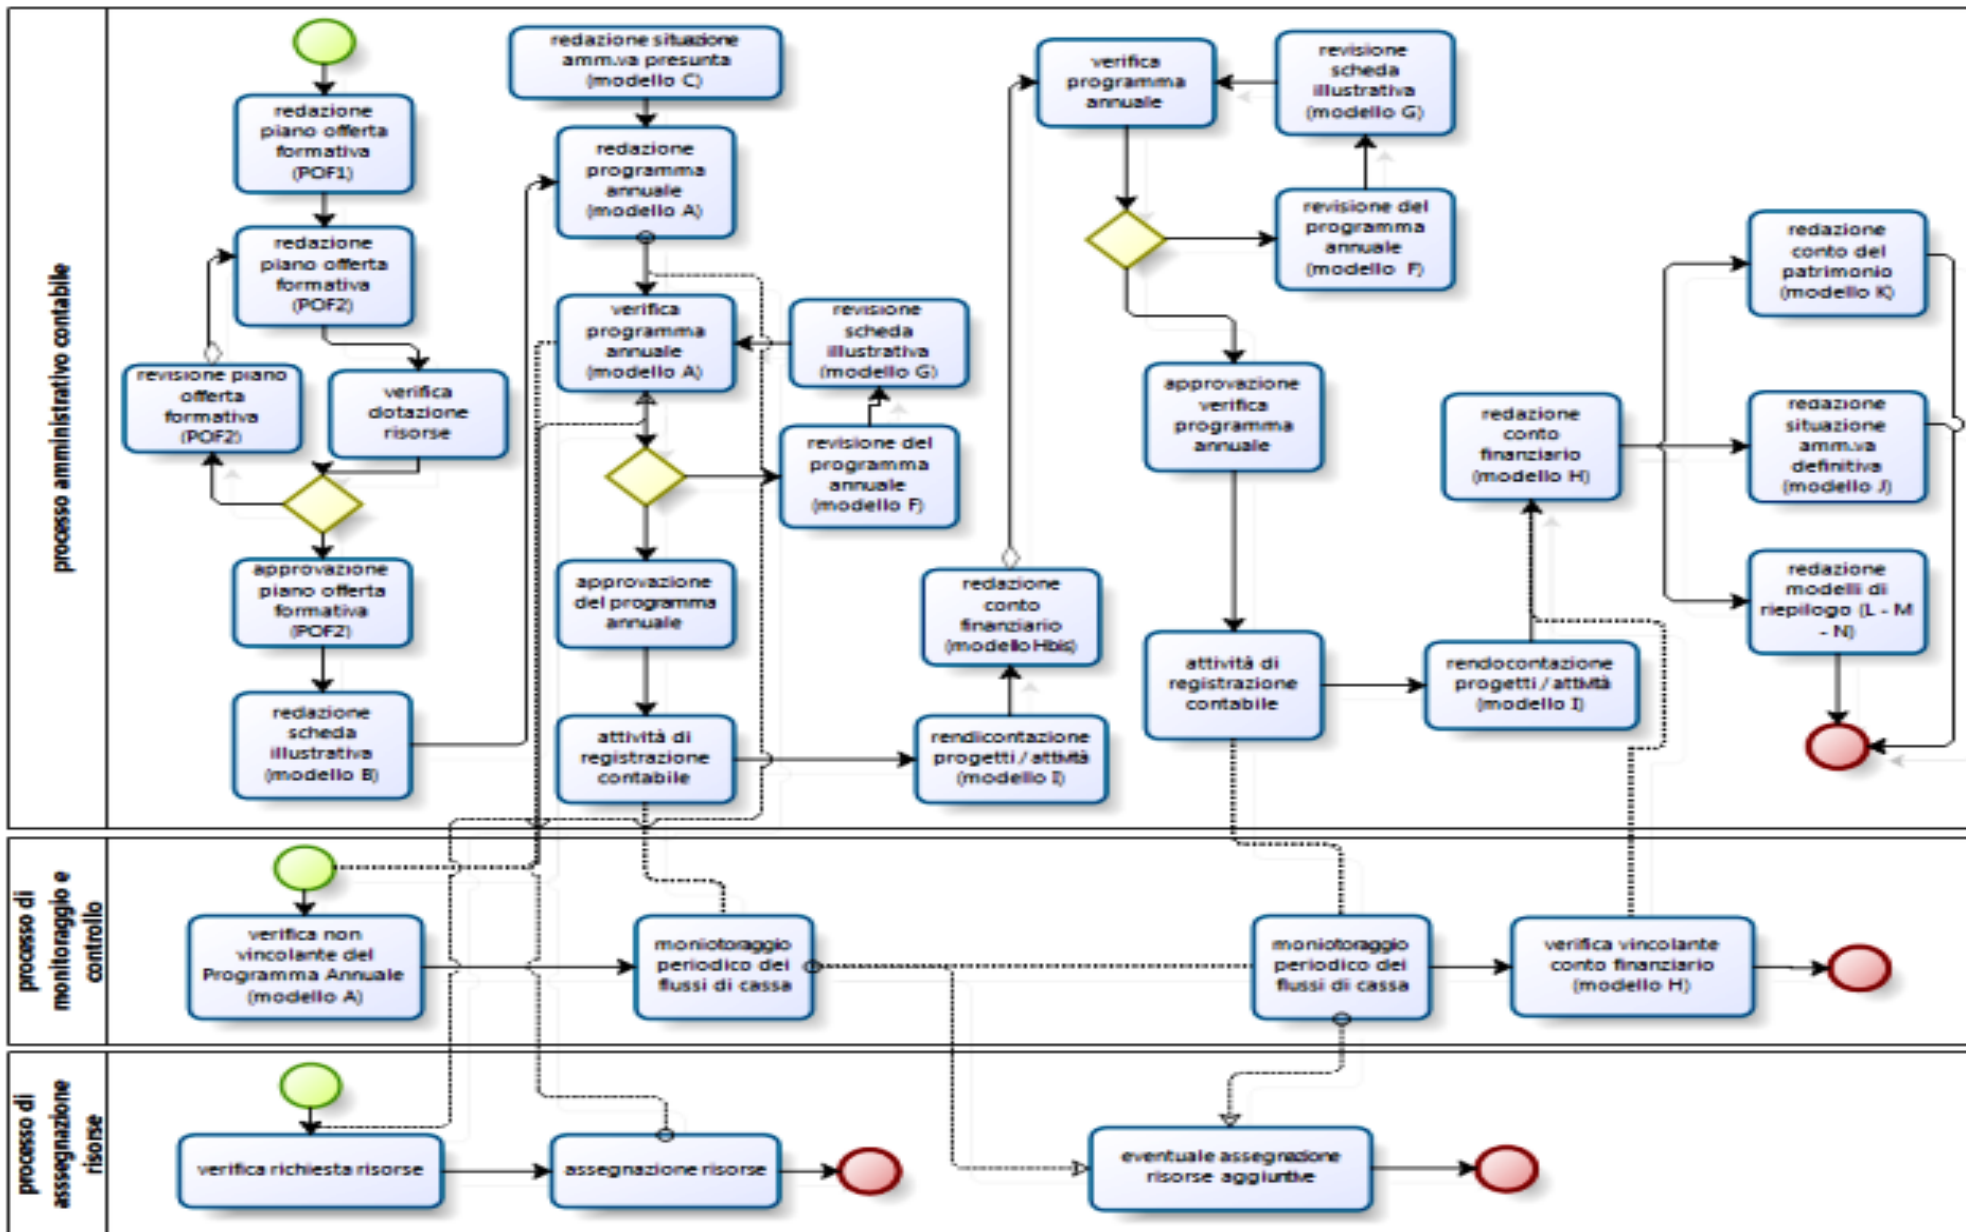 processo amministrativo contabile
redazione
piano offerta
formativa
(POF1)
redazione
piano offerta
formativa
(POF2)
revisione piano
offerta
formativa
(POF2)
verifica
dotazione
risorse
approvazione
piano offerta
formativa
(POF2)
redazione
scheda
illustrativa
(modello B)
redazione situazione
amm.va presunta
(modello C)
redazione
programma
annuale
(modello A)
verifica
programma
annuale
(modello A)
revisione
scheda
illustrativa
(modello G)
revisione del
programma
annuale
(modello F)
approvazione
del programma
annuale
attività di
registrazione
contabile
rendicontazione
progetti / attività
(modello I)
redazione
conto
finanziario
(modello Hbis)
verifica
programma
annuale
revisione
scheda
illustrativa
(modello G)
revisione del
programma
annuale
(modello F)
approvazione
verifica
programma
annuale
attività di
registrazione
contabile
rendocontazione
progetti / attività
(modello I)
redazione
conto
finanziario
(modello H)
redazione
conto del
patrimonio
(modello K)
redazione
situazione
amm.va
definitiva
(modello J)
redazione
modelli di
riepilogo (L - M
- N)
processo di
monitoraggio e
controllo
verifica non
vincolante del
Programma Annuale
(modello A)
moniotoraggio
periodico dei
flussi di cassa
moniotoraggio
periodico dei
flussi di cassa
verifica vincolante
conto finanziario
(modello H)
processo di
assegnazione
risorse
verifica richiesta risorse
assegnazione risorse
eventuale assegnazione
risorse aggiuntive